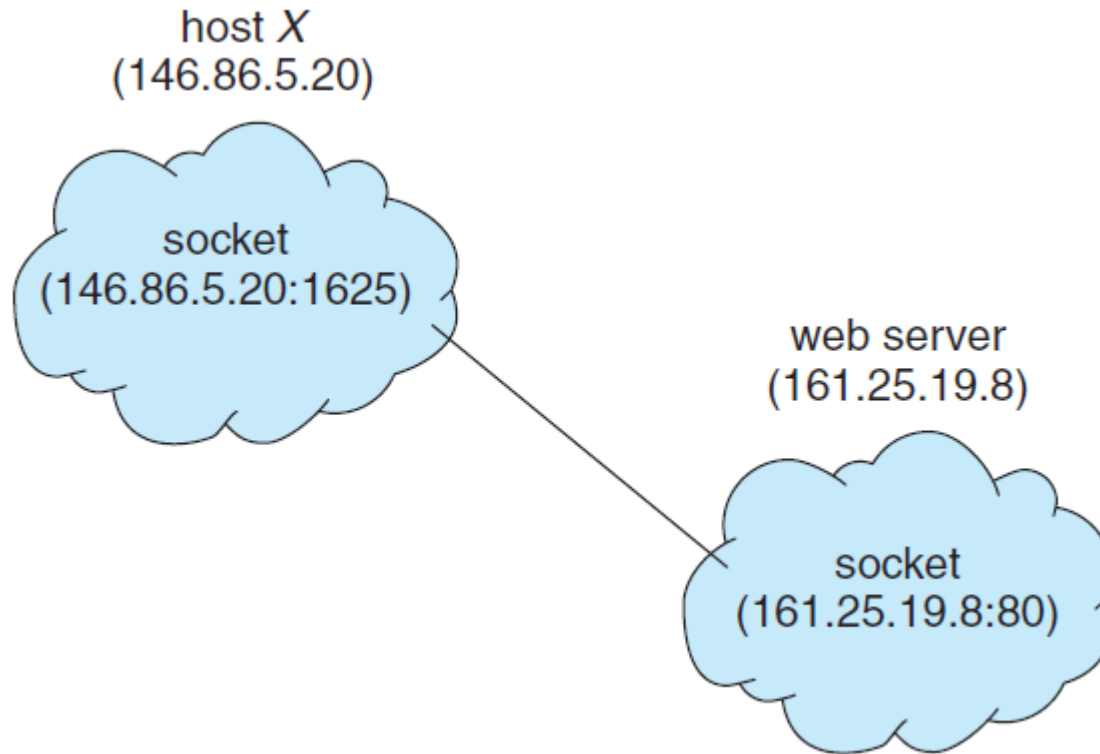 host X
(146.86.5.20)
socket
(146.86.5.20:1625)
web server
(161.25.19.8)
socket
(161.25.19.8:80)